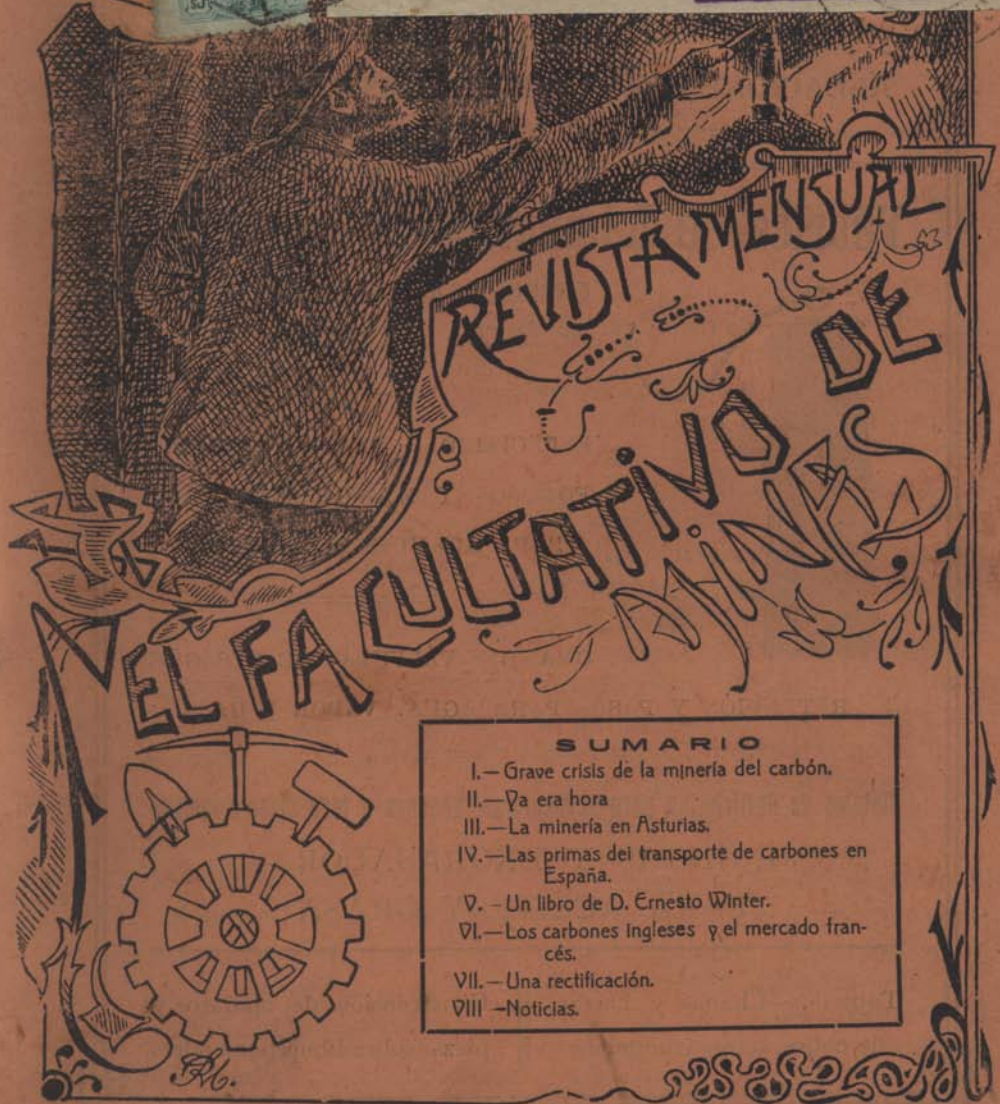 REVISTA MENSUAL
EL FACULTATIVO DE
MINAS
SUMARIO
I.—Grave crisis de la minería del carbón.
II.—Ya era hora
III.—La minería en Asturias.
IV.—Las primas del transporte de carbones en
España.
V. –Un libro de D. Ernesto Winter.
VI.—Los carbones ingleses y el mercado fran-
cés.
VII.—Una rectificación.
VIII –Noticias.